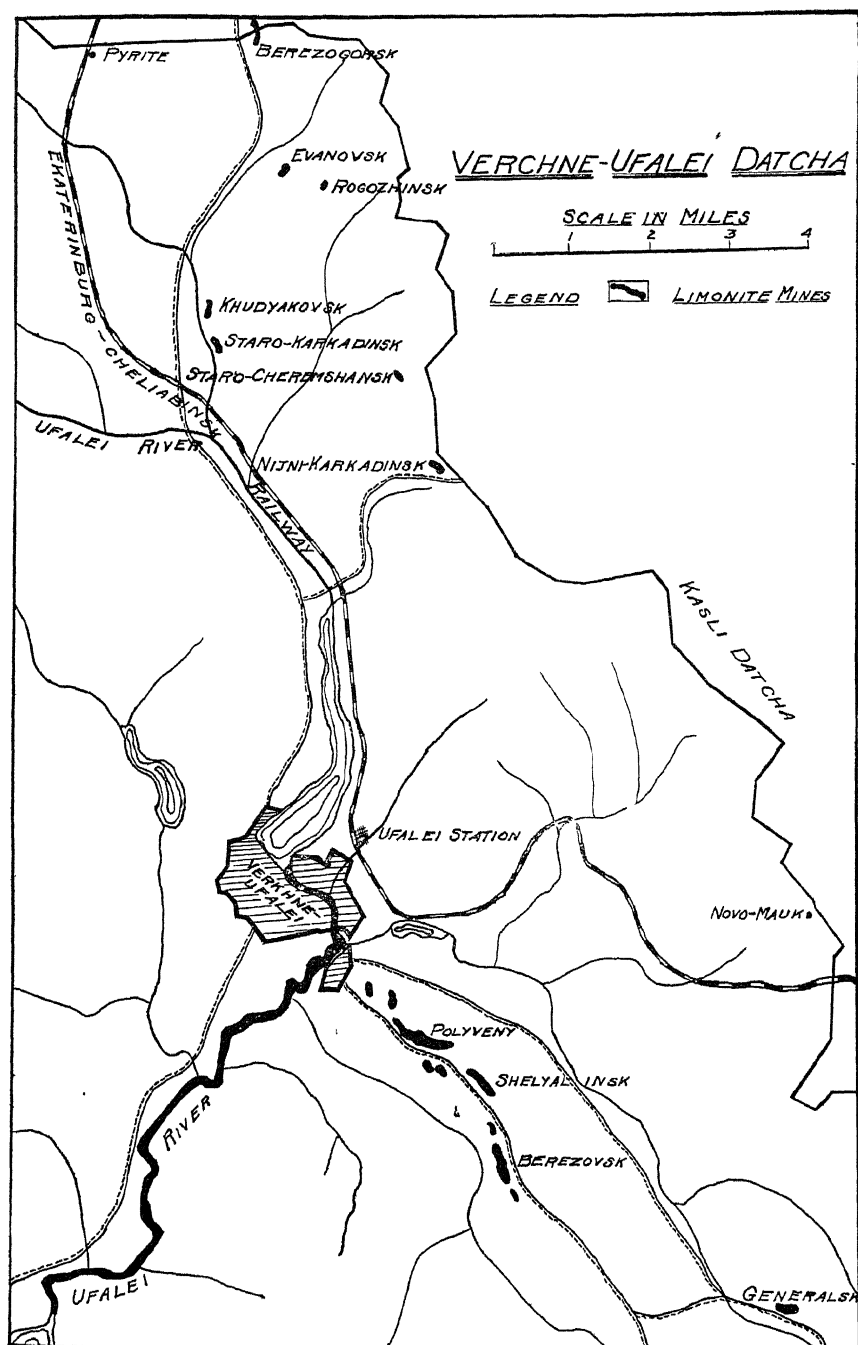 PYRITE
BEREZOGORSK
EVANOVSK
ROGOZHINSK
VERCHNE-UFALEI DATCHA
SCALE IN MILES
1 2 3 4
LEGEND LIMONITE MINES
EKATERINBURG-CHELIABINSK RAILWAY
KHUDYAKOVSK
STARO-KARKADINSK
STARO-CHEREMSHANSK
UFALEI RIVER
NIJNI-KARKADINSK
KASLI DATCHA
UFALEI STATION
VERKHNE-
UFALEI
NOVO-MAUK
POLYVENY
SHELYALINSK
BEREZOVSK
RIVER
UFALEI
GENERALSK